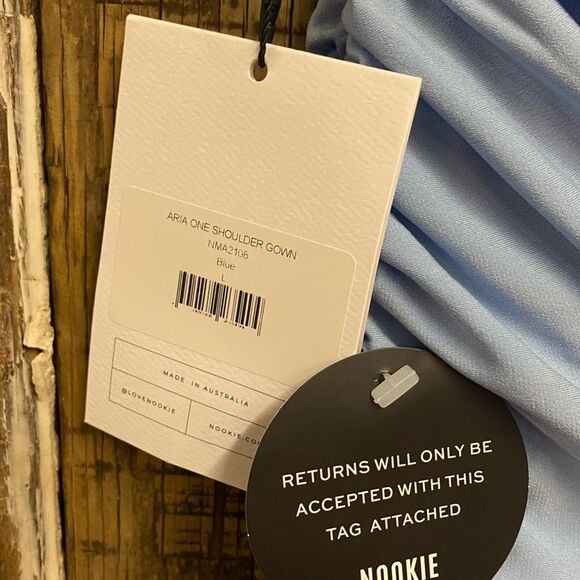 ARIA ONE SHOULDER GOWN
NMA2106
Blue
L
MADE IN AUSTRALIA
@LOVENOOKIE
NOOKIE.CO
RETURNS WILL ONLY BE
ACCEPTED WITH THIS
TAG ATTACHED
NOOKIE